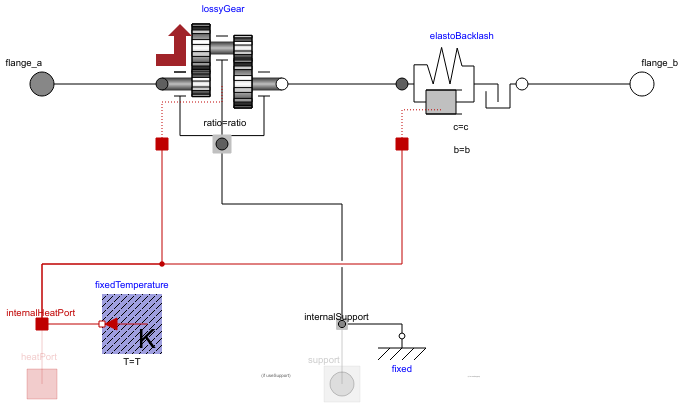 lossyGear
elastoBacklash
flange_a
flange_b
ratio=ratio
c=c
b=b
fixedTemperature
internalHeatPort
internalSupport
K
heatPort
T=T
support
fixed
(if useSupport)